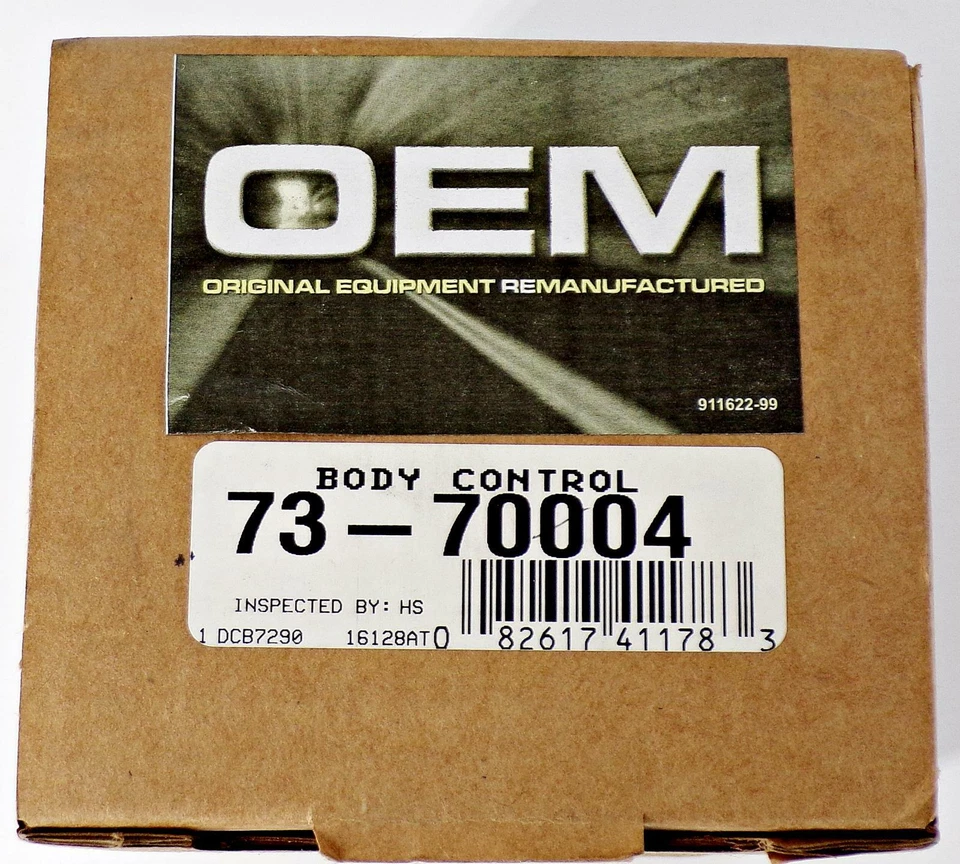 OEM
ORIGINAL EQUIPMENT REMANUFACTURED
911622-99
BODY CONTROL
73-70004
INSPECTED BY: HS
1 DCB7290 16128AT
0 82617 41178 3